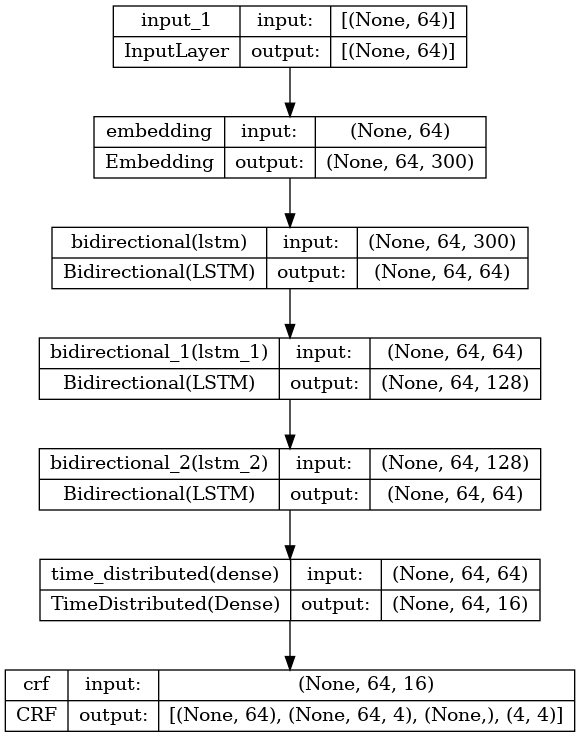 input_1 input: [(None, 64)]
InputLayer output: [(None, 64)]
embedding input: (None, 64)
Embedding output: (None, 64, 300)
bidirectional(lstm) input: (None, 64, 300)
Bidirectional(LSTM) output: (None, 64, 64)
bidirectional_1(lstm_1) input: (None, 64, 64)
Bidirectional(LSTM) output: (None, 64, 128)
bidirectional_2(lstm_2) input: (None, 64, 128)
Bidirectional(LSTM) output: (None, 64, 64)
time_distributed(dense) input: (None, 64, 64)
TimeDistributed(Dense) output: (None, 64, 16)
crf input: (None, 64, 16)
CRF output: [(None, 64), (None, 64, 4), (None,), (4, 4)]